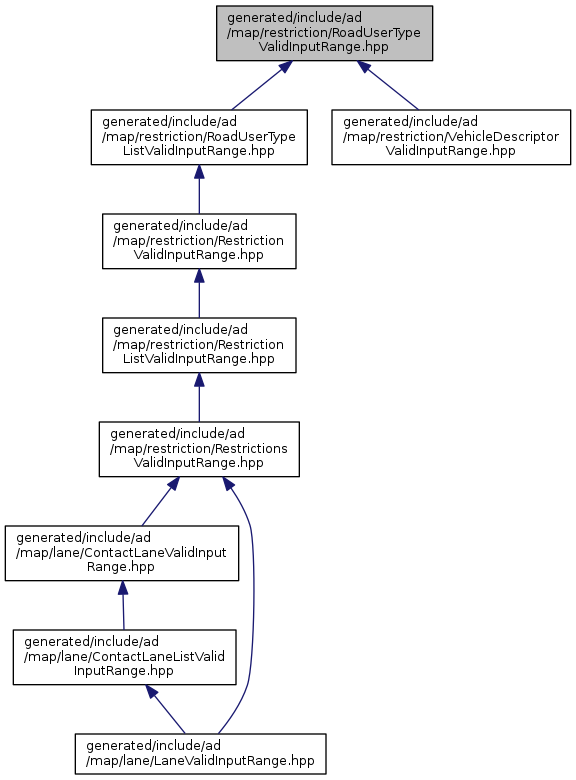 generated/include/ad
/map/restriction/RoadUserType
ValidInputRange.hpp
generated/include/ad
/map/restriction/RoadUserType
ListValidInputRange.hpp
generated/include/ad
/map/restriction/VehicleDescriptor
ValidInputRange.hpp
generated/include/ad
/map/restriction/Restriction
ValidInputRange.hpp
generated/include/ad
/map/restriction/Restriction
ListValidInputRange.hpp
generated/include/ad
/map/restriction/Restrictions
ValidInputRange.hpp
generated/include/ad
/map/lane/ContactLaneValidInput
Range.hpp
generated/include/ad
/map/lane/ContactLaneListValid
InputRange.hpp
generated/include/ad
/map/lane/LaneValidInputRange.hpp